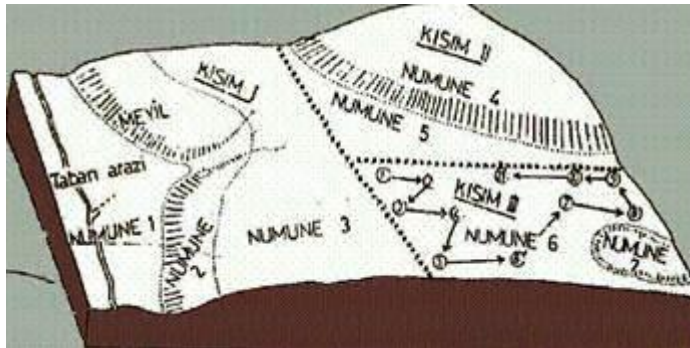 KISIM I
KISIM II
NUMUNE 4
MEYİL
NUMUNE 5
Taban arazi
KISIM III
NUMUNE 1
NUMUNE 2
NUMUNE 3
NUMUNE 6
NUMUNE 7